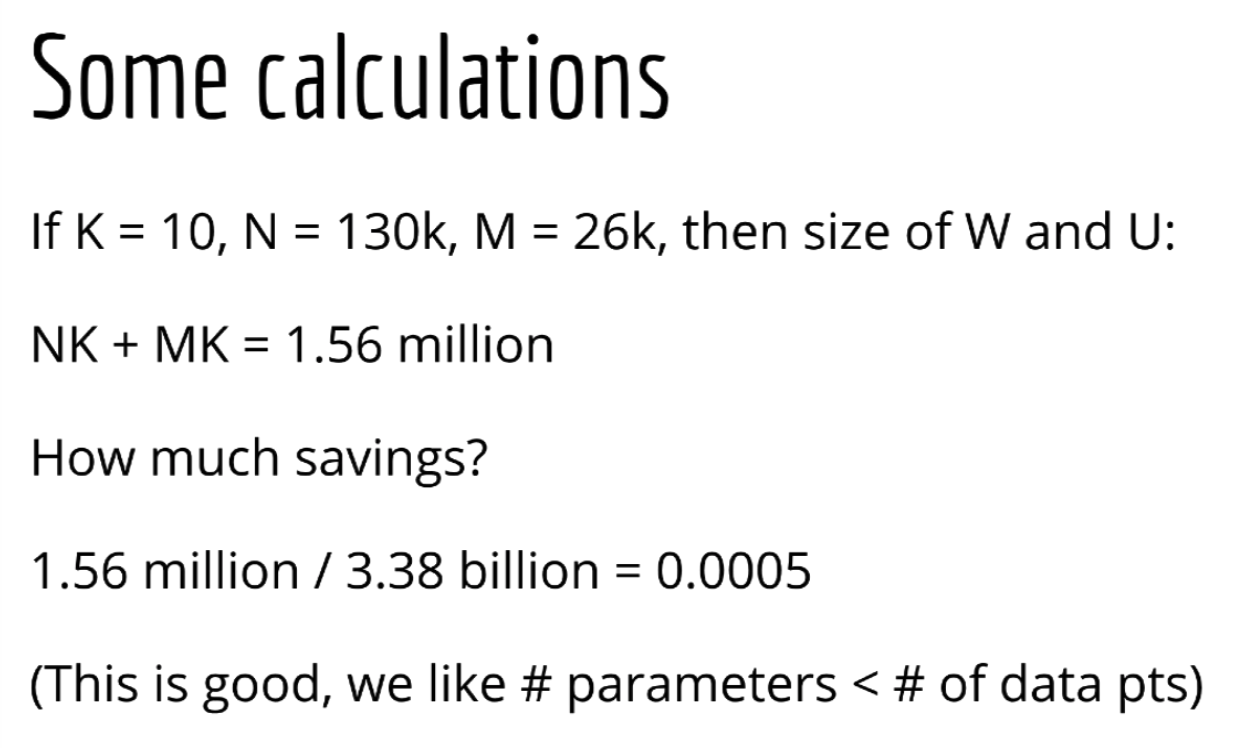 Some calculations
If K = 10, N = 130k, M = 26k, then size of W and U:
NK + MK = 1.56 million
How much savings?
1.56 million / 3.38 billion = 0.0005
(This is good, we like # parameters < # of data pts)